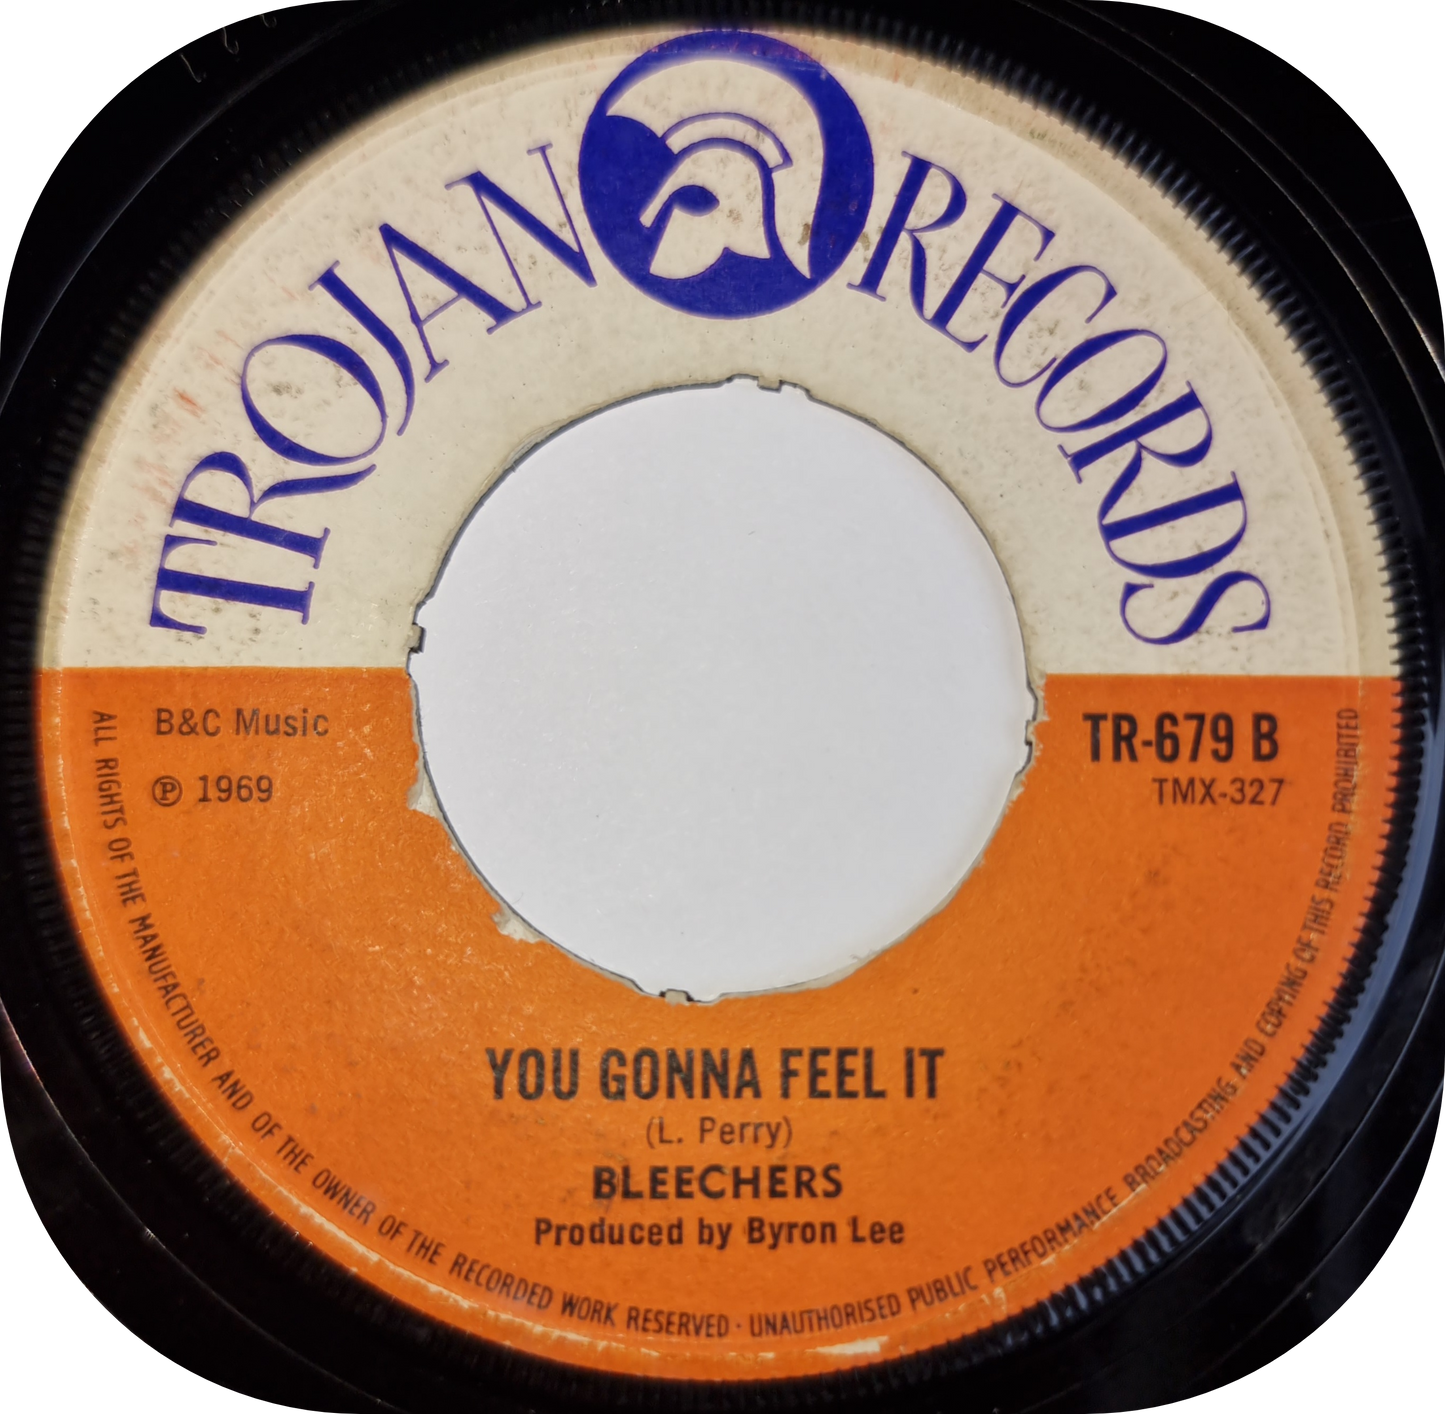 TROJAN RECORDS
B&C Music
Ⓟ 1969
TR-679 B
TMX-327
YOU GONNA FEEL IT
(L. Perry)
BLEECHERS
Produced by Byron Lee
ALL RIGHTS OF THE MANUFACTURER AND OF THE OWNER OF THE RECORDED WORK RESERVED · UNAUTHORISED PUBLIC PERFORMANCE BROADCASTING AND COPYING OF THIS RECORD PROHIBITED